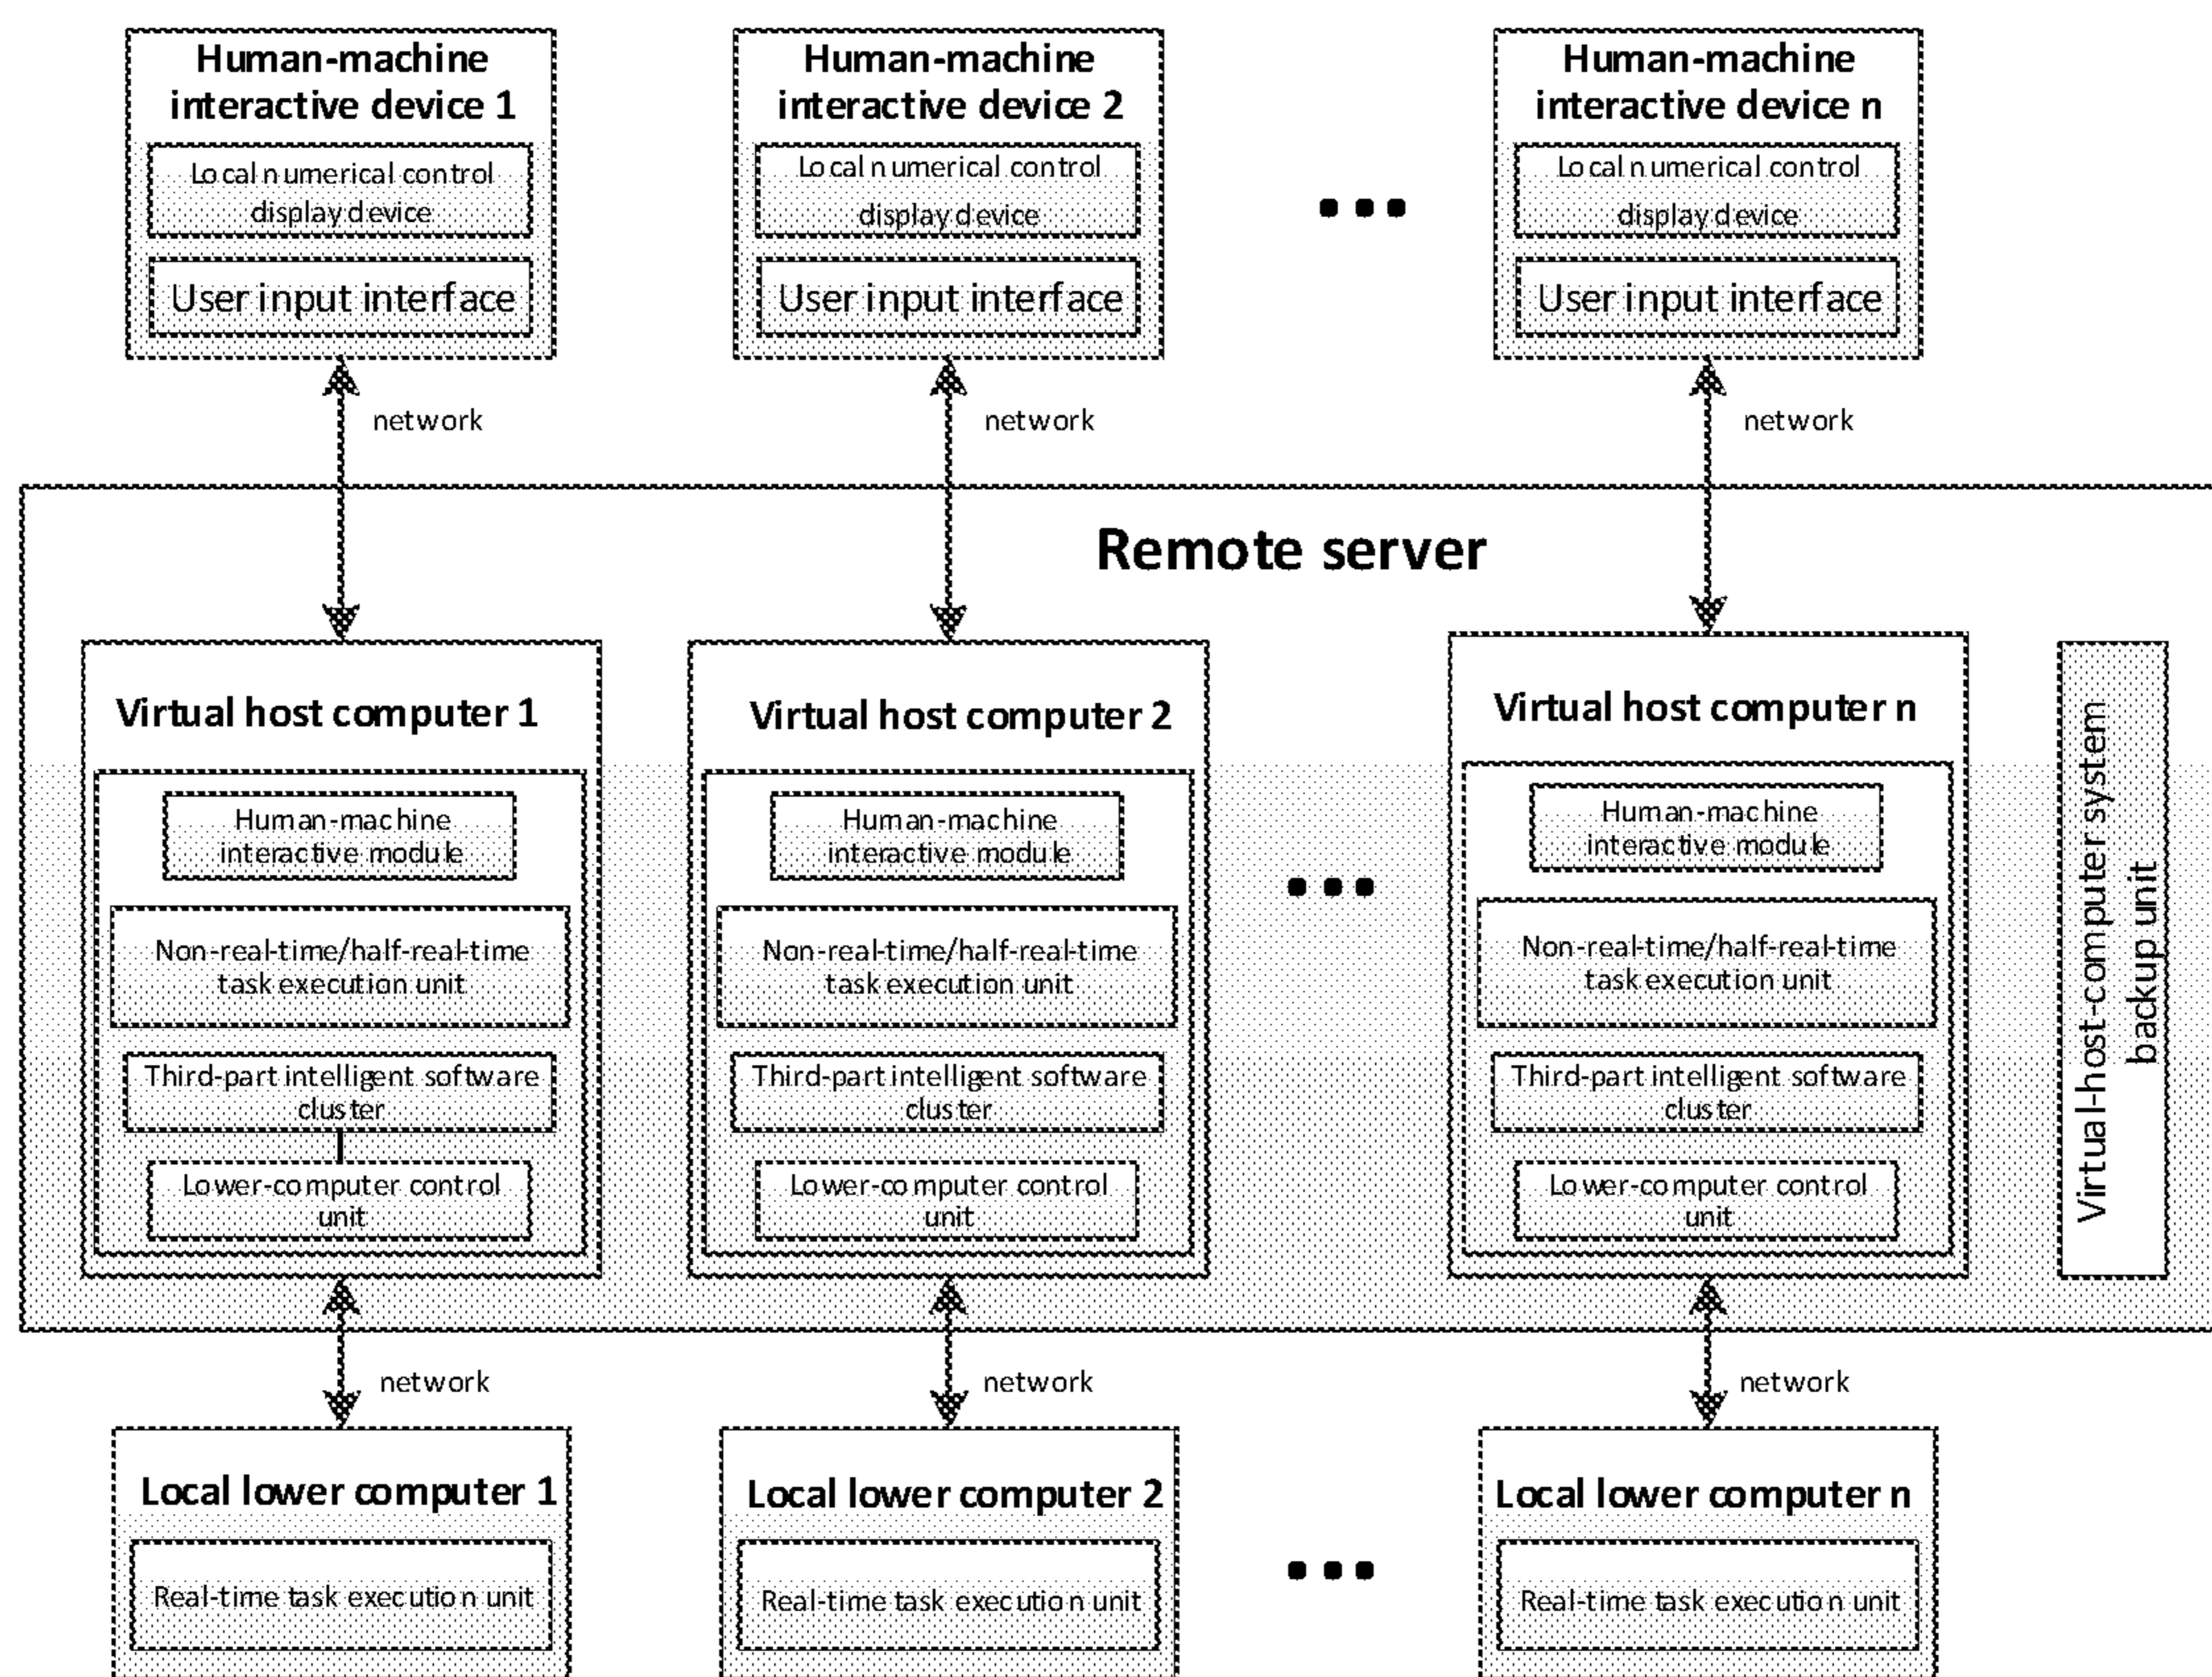 Human-machine
interactive device 1
Local numerical control
display device
User input interface
Human-machine
interactive device 2
Local numerical control
display device
User input interface
Human-machine
interactive device n
Local numerical control
display device
User input interface
network
network
network
Remote server
Virtual host computer 1
Human-machine
interactive module
Non-real-time/half-real-time
task execution unit
Third-part intelligent software
cluster
Lower-computer control
unit
Virtual host computer 2
Human-machine
interactive module
Non-real-time/half-real-time
task execution unit
Third-part intelligent software
cluster
Lower-computer control
unit
Virtual host computer n
Human-machine
interactive module
Non-real-time/half-real-time
task execution unit
Third-part intelligent software
cluster
Lower-computer control
unit
Virtual-host-computer system
backup unit
network
network
network
Local lower computer 1
Real-time task execution unit
Local lower computer 2
Real-time task execution unit
Local lower computer n
Real-time task execution unit